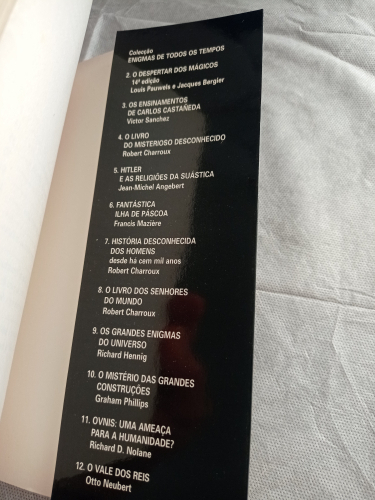 Colecção
ENIGMAS DE TODOS OS TEMPOS
2. O DESPERTAR DOS MÁGICOS
14ª edição
Louis Pauwels e Jacques Bergier
3. OS ENSINAMENTOS
DE CARLOS CASTAÑEDA
Victor Sanchez
4. O LIVRO
DO MISTERIOSO DESCONHECIDO
Robert Charroux
5. HITLER
E AS RELIGIÕES DA SUÁSTICA
Jean-Michel Angebert
6. FANTÁSTICA
ILHA DE PÁSCOA
Francis Mazière
7. HISTÓRIA DESCONHECIDA
DOS HOMENS
desde há cem mil anos
Robert Charroux
8. O LIVRO DOS SENHORES
DO MUNDO
Robert Charroux
9. OS GRANDES ENIGMAS
DO UNIVERSO
Richard Hennig
10. O MISTÉRIO DAS GRANDES
CONSTRUÇÕES
Graham Phillips
11. OVNIS: UMA AMEAÇA
PARA A HUMANIDADE?
Richard D. Nolane
12. O VALE DOS REIS
Otto Neubert